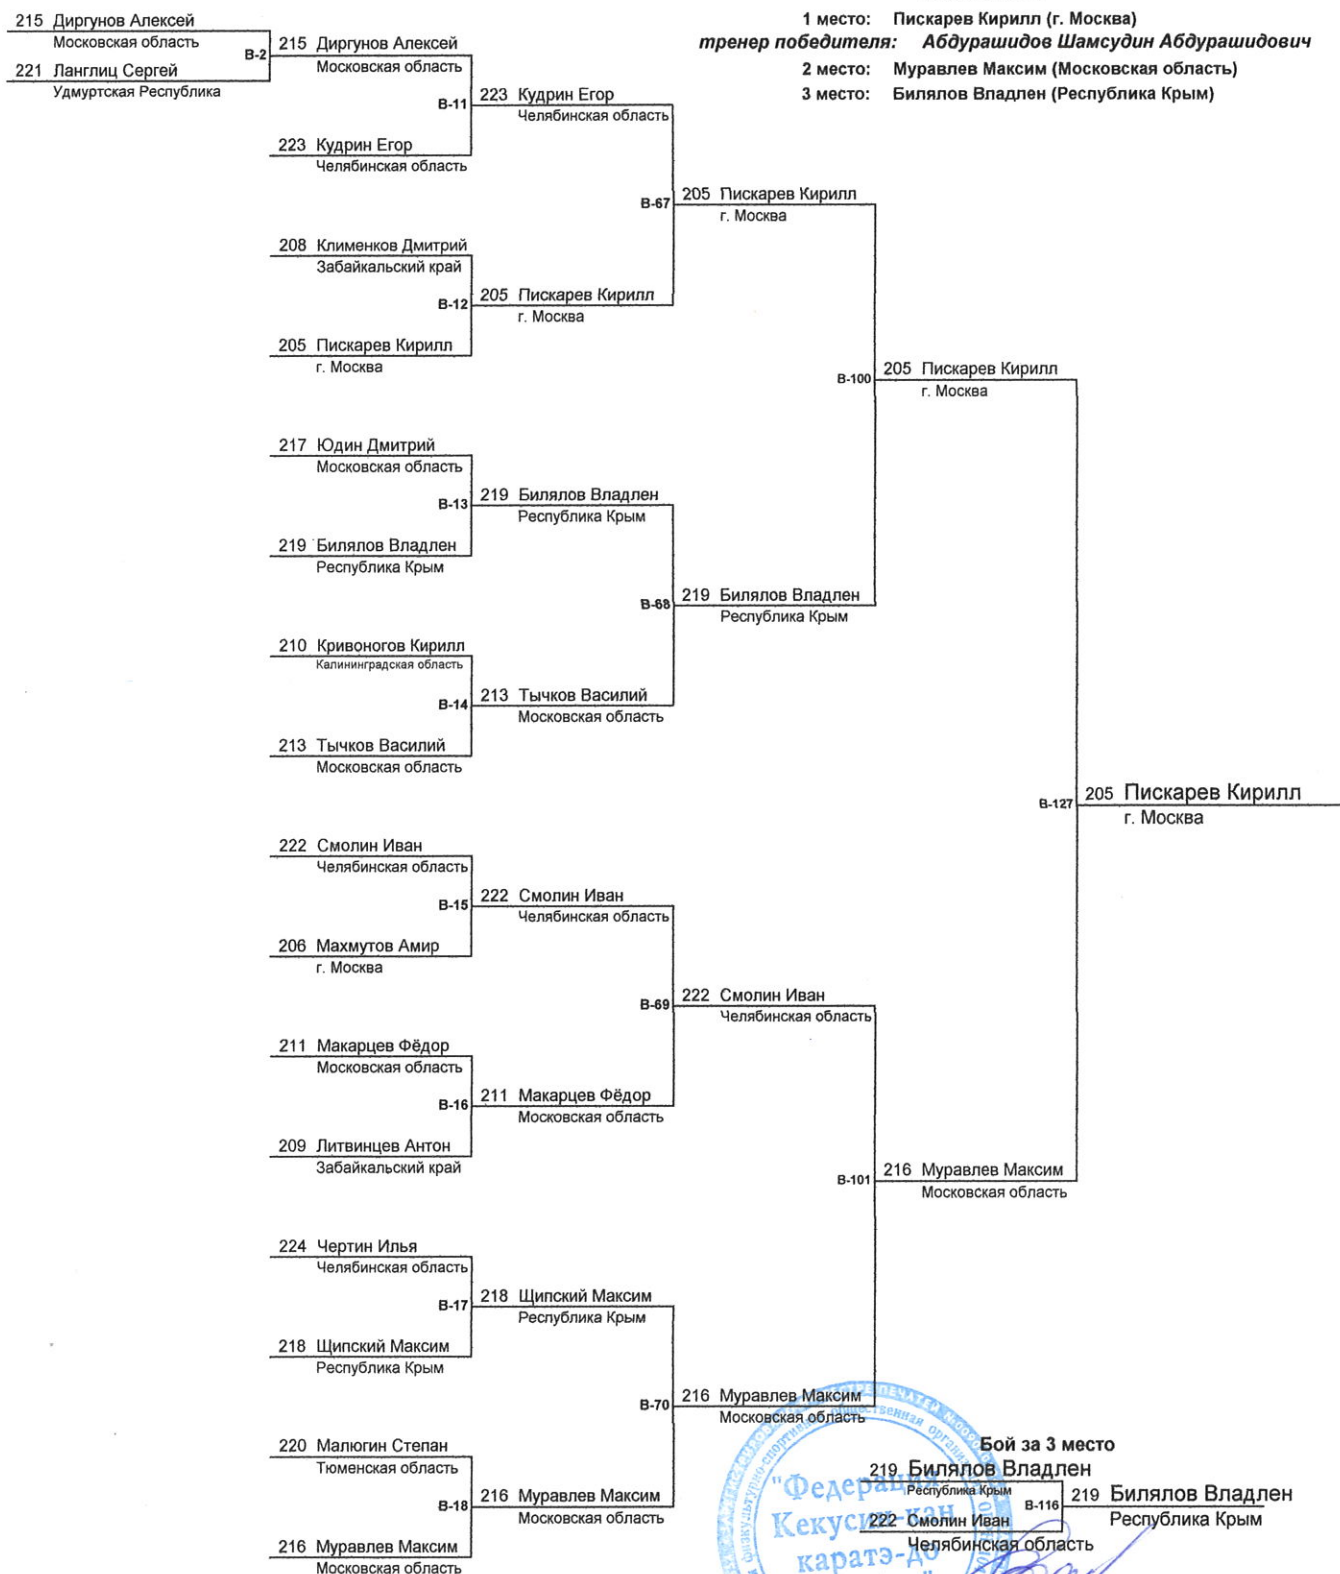 1 место: Пискарев Кирилл (г. Москва)
тренер победителя: Абдурашидов Шамсудин Абдурашидович
2 место: Муравлев Максим (Московская область)
3 место: Билялов Владлен (Республика Крым)
215 Диргунов Алексей
Московская область
B-2
221 Ланглиц Сергей
Удмуртская Республика
215 Диргунов Алексей
Московская область
B-11
223 Кудрин Егор
Челябинская область
223 Кудрин Егор
Челябинская область
B-67
205 Пискарев Кирилл
г. Москва
208 Клименков Дмитрий
Забайкальский край
B-12
205 Пискарев Кирилл
г. Москва
205 Пискарев Кирилл
г. Москва
B-100
205 Пискарев Кирилл
г. Москва
217 Юдин Дмитрий
Московская область
B-13
219 Билялов Владлен
Республика Крым
219 Билялов Владлен
Республика Крым
B-68
219 Билялов Владлен
Республика Крым
210 Кривоногов Кирилл
Калининградская область
B-14
213 Тычков Василий
Московская область
213 Тычков Василий
Московская область
B-127
205 Пискарев Кирилл
г. Москва
222 Смолин Иван
Челябинская область
B-15
222 Смолин Иван
Челябинская область
206 Махмутов Амир
г. Москва
B-69
222 Смолин Иван
Челябинская область
211 Макарцев Фёдор
Московская область
B-16
211 Макарцев Фёдор
Московская область
209 Литвинцев Антон
Забайкальский край
B-101
216 Муравлев Максим
Московская область
224 Чертин Илья
Челябинская область
B-17
218 Щипский Максим
Республика Крым
218 Щипский Максим
Республика Крым
B-70
216 Муравлев Максим
Московская область
220 Малюгин Степан
Тюменская область
B-18
216 Муравлев Максим
Московская область
216 Муравлев Максим
Московская область
Бой за 3 место
219 Билялов Владлен
Республика Крым
B-116
219 Билялов Владлен
Республика Крым
222 Смолин Иван
Челябинская область
"Федерация
Кекусин-кан
каратэ-до